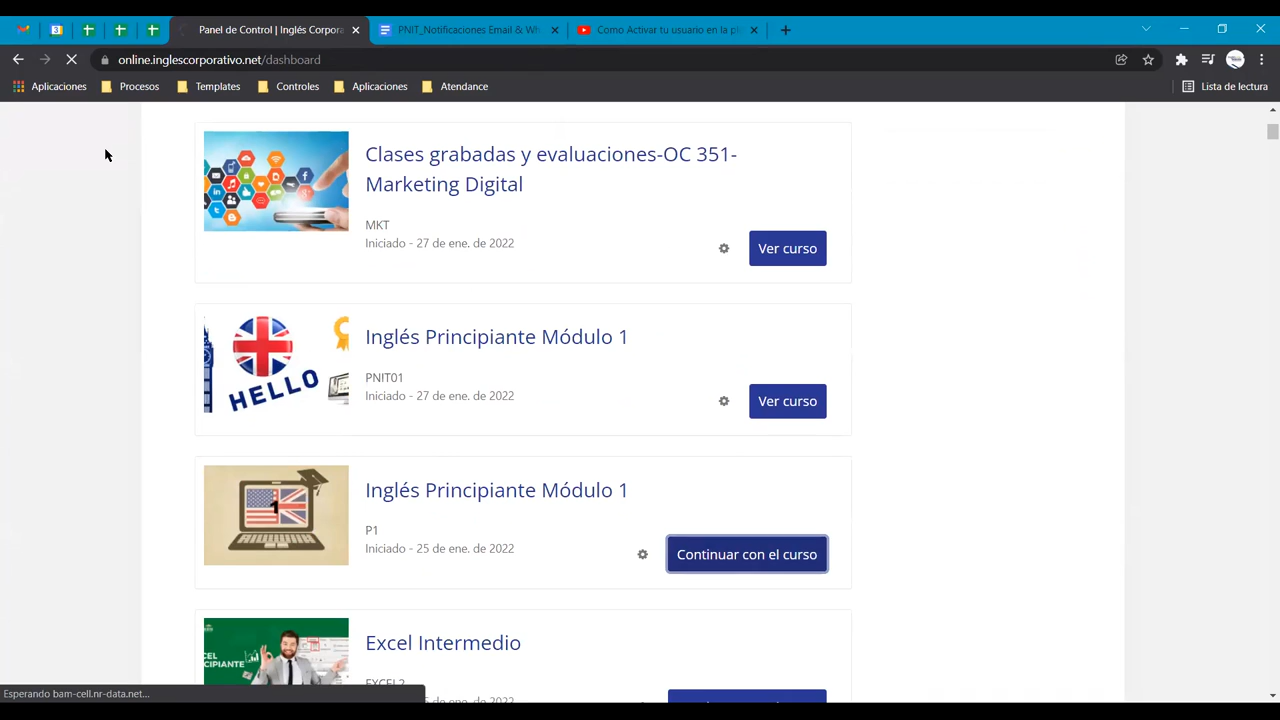 Panel de Control | Inglés Corpora
PNIT_Notificaciones Email & Wh
Como Activar tu usuario en la pl
online.inglescorporativo.net/dashboard
Aplicaciones
Procesos
Templates
Controles
Aplicaciones
Atendance
Lista de lectura
Clases grabadas y evaluaciones-OC 351-
Marketing Digital
MKT
Iniciado - 27 de ene. de 2022
Ver curso
HELLO
Inglés Principiante Módulo 1
PNIT01
Iniciado - 27 de ene. de 2022
Ver curso
1
Inglés Principiante Módulo 1
P1
Iniciado - 25 de ene. de 2022
Continuar con el curso
Excel Intermedio
EXCEL2
Esperando bam-cell.nr-data.net...